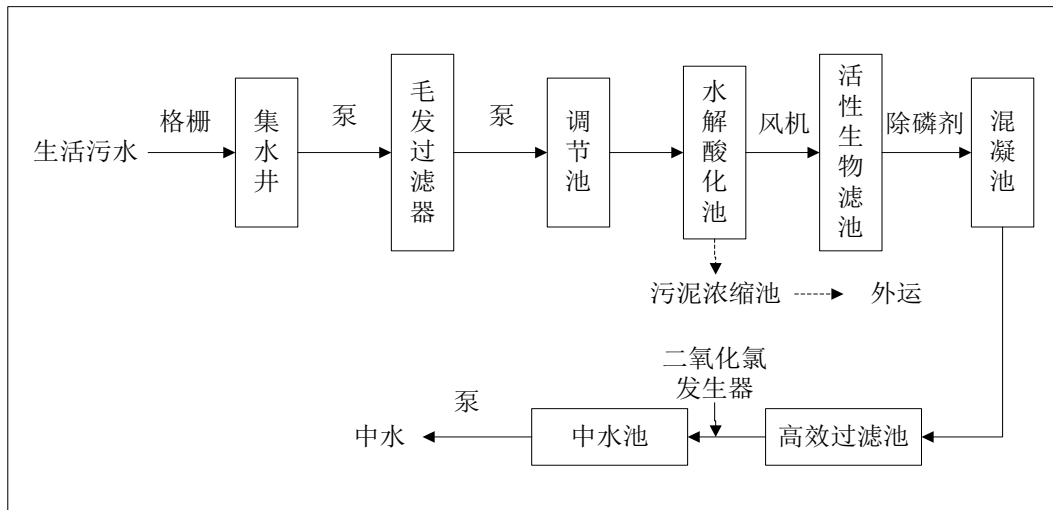 生活污水
格栅
集水井
泵
毛发过滤器
泵
调节池
水解酸化池
风机
活性生物滤池
除磷剂
混凝池
污泥浓缩池
外运
二氧化氯
发生器
高效过滤池
中水池
泵
中水